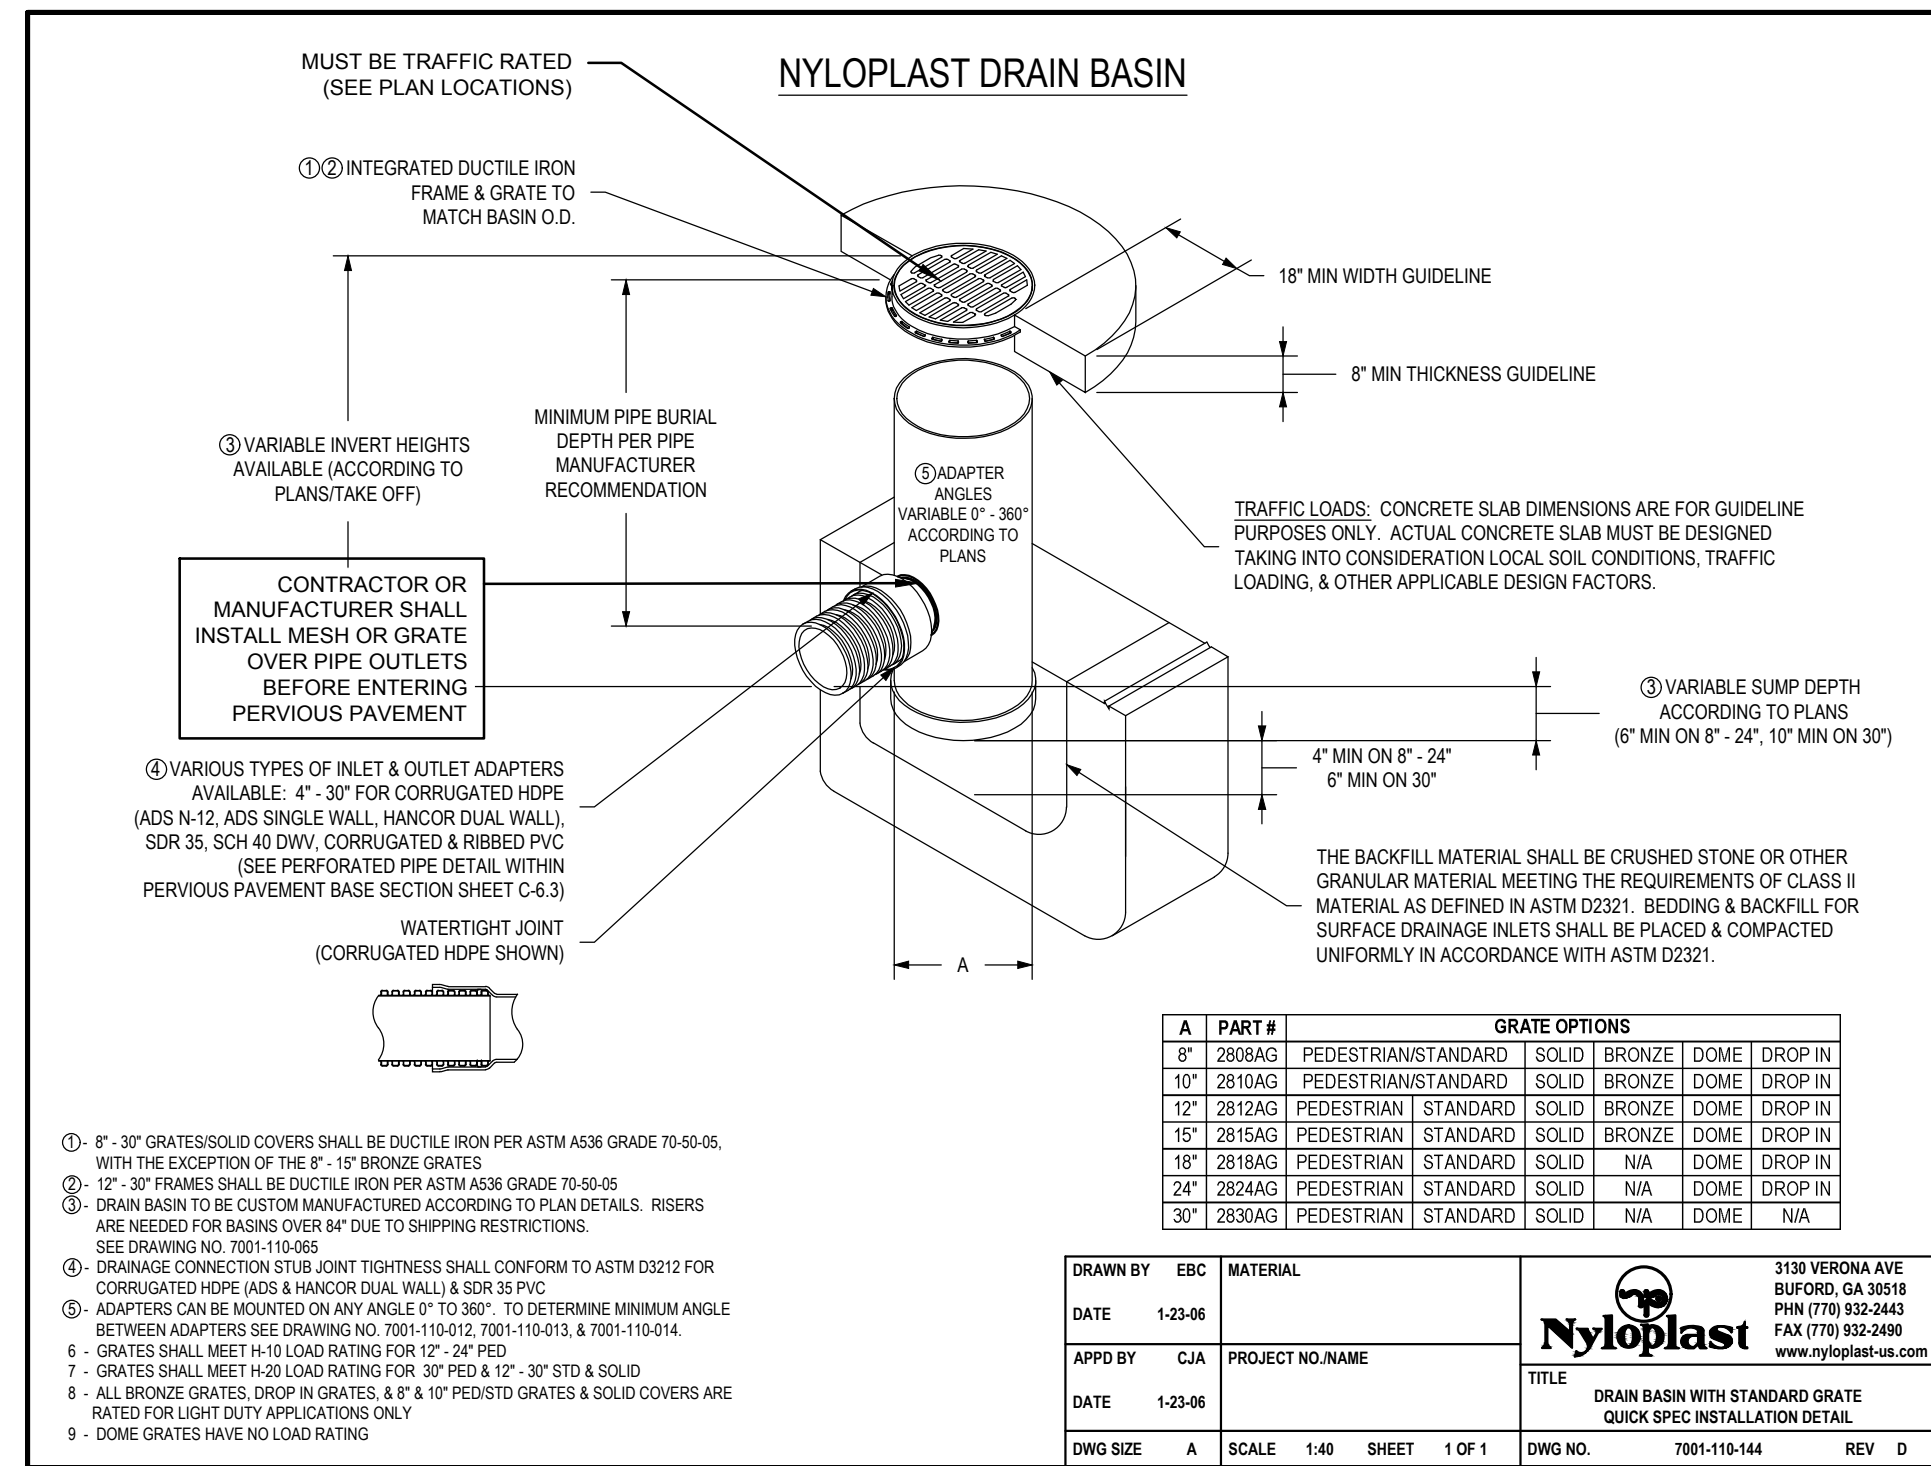 NYLOPLAST DRAIN BASIN
MUST BE TRAFFIC RATED
(SEE PLAN LOCATIONS)
①② INTEGRATED DUCTILE IRON
FRAME & GRATE TO
MATCH BASIN O.D.
18" MIN WIDTH GUIDELINE
8" MIN THICKNESS GUIDELINE
③ VARIABLE INVERT HEIGHTS
AVAILABLE (ACCORDING TO
PLANS/TAKE OFF)
MINIMUM PIPE BURIAL
DEPTH PER PIPE
MANUFACTURER
RECOMMENDATION
⑤ ADAPTER
ANGLES
VARIABLE 0° - 360°
ACCORDING TO
PLANS
TRAFFIC LOADS: CONCRETE SLAB DIMENSIONS ARE FOR GUIDELINE
PURPOSES ONLY. ACTUAL CONCRETE SLAB MUST BE DESIGNED
TAKING INTO CONSIDERATION LOCAL SOIL CONDITIONS, TRAFFIC
LOADING, & OTHER APPLICABLE DESIGN FACTORS.
CONTRACTOR OR
MANUFACTURER SHALL
INSTALL MESH OR GRATE
OVER PIPE OUTLETS
BEFORE ENTERING
PERVIOUS PAVEMENT
③ VARIABLE SUMP DEPTH
ACCORDING TO PLANS
(6" MIN ON 8" - 24", 10" MIN ON 30")
4" MIN ON 8" - 24"
6" MIN ON 30"
④ VARIOUS TYPES OF INLET & OUTLET ADAPTERS
AVAILABLE: 4" - 30" FOR CORRUGATED HDPE
(ADS N-12, ADS SINGLE WALL, HANCOR DUAL WALL),
SDR 35, SCH 40 DWV, CORRUGATED & RIBBED PVC
(SEE PERFORATED PIPE DETAIL WITHIN
PERVIOUS PAVEMENT BASE SECTION SHEET C-6.3)
WATERTIGHT JOINT
(CORRUGATED HDPE SHOWN)
THE BACKFILL MATERIAL SHALL BE CRUSHED STONE OR OTHER
GRANULAR MATERIAL MEETING THE REQUIREMENTS OF CLASS II
MATERIAL AS DEFINED IN ASTM D2321. BEDDING & BACKFILL FOR
SURFACE DRAINAGE INLETS SHALL BE PLACED & COMPACTED
UNIFORMLY IN ACCORDANCE WITH ASTM D2321.
A
A PART # GRATE OPTIONS
8" 2808AG PEDESTRIAN/STANDARD SOLID BRONZE DOME DROP IN
10" 2810AG PEDESTRIAN/STANDARD SOLID BRONZE DOME DROP IN
12" 2812AG PEDESTRIAN STANDARD SOLID BRONZE DOME DROP IN
15" 2815AG PEDESTRIAN STANDARD SOLID BRONZE DOME DROP IN
18" 2818AG PEDESTRIAN STANDARD SOLID N/A DOME DROP IN
24" 2824AG PEDESTRIAN STANDARD SOLID N/A DOME DROP IN
30" 2830AG PEDESTRIAN STANDARD SOLID N/A DOME N/A
① - 8" - 30" GRATES/SOLID COVERS SHALL BE DUCTILE IRON PER ASTM A536 GRADE 70-50-05,
WITH THE EXCEPTION OF THE 8" - 15" BRONZE GRATES
② - 12" - 30" FRAMES SHALL BE DUCTILE IRON PER ASTM A536 GRADE 70-50-05
③ - DRAIN BASIN TO BE CUSTOM MANUFACTURED ACCORDING TO PLAN DETAILS. RISERS
ARE NEEDED FOR BASINS OVER 84" DUE TO SHIPPING RESTRICTIONS.
SEE DRAWING NO. 7001-110-065
④ - DRAINAGE CONNECTION STUB JOINT TIGHTNESS SHALL CONFORM TO ASTM D3212 FOR
CORRUGATED HDPE (ADS & HANCOR DUAL WALL) & SDR 35 PVC
⑤ - ADAPTERS CAN BE MOUNTED ON ANY ANGLE 0° TO 360°. TO DETERMINE MINIMUM ANGLE
BETWEEN ADAPTERS SEE DRAWING NO. 7001-110-012, 7001-110-013, & 7001-110-014.
6 - GRATES SHALL MEET H-10 LOAD RATING FOR 12" - 24" PED
7 - GRATES SHALL MEET H-20 LOAD RATING FOR 30" PED & 12" - 30" STD & SOLID
8 - ALL BRONZE GRATES, DROP IN GRATES, & 8" & 10" PED/STD GRATES & SOLID COVERS ARE
RATED FOR LIGHT DUTY APPLICATIONS ONLY
9 - DOME GRATES HAVE NO LOAD RATING
DRAWN BY EBC
DATE 1-23-06
MATERIAL
APPD BY CJA
DATE 1-23-06
PROJECT NO./NAME
DWG SIZE A
SCALE 1:40 SHEET 1 OF 1
Nyloplast
3130 VERONA AVE
BUFORD, GA 30518
PHN (770) 932-2443
FAX (770) 932-2490
www.nyloplast-us.com
TITLE
DRAIN BASIN WITH STANDARD GRATE
QUICK SPEC INSTALLATION DETAIL
DWG NO. 7001-110-144 REV D